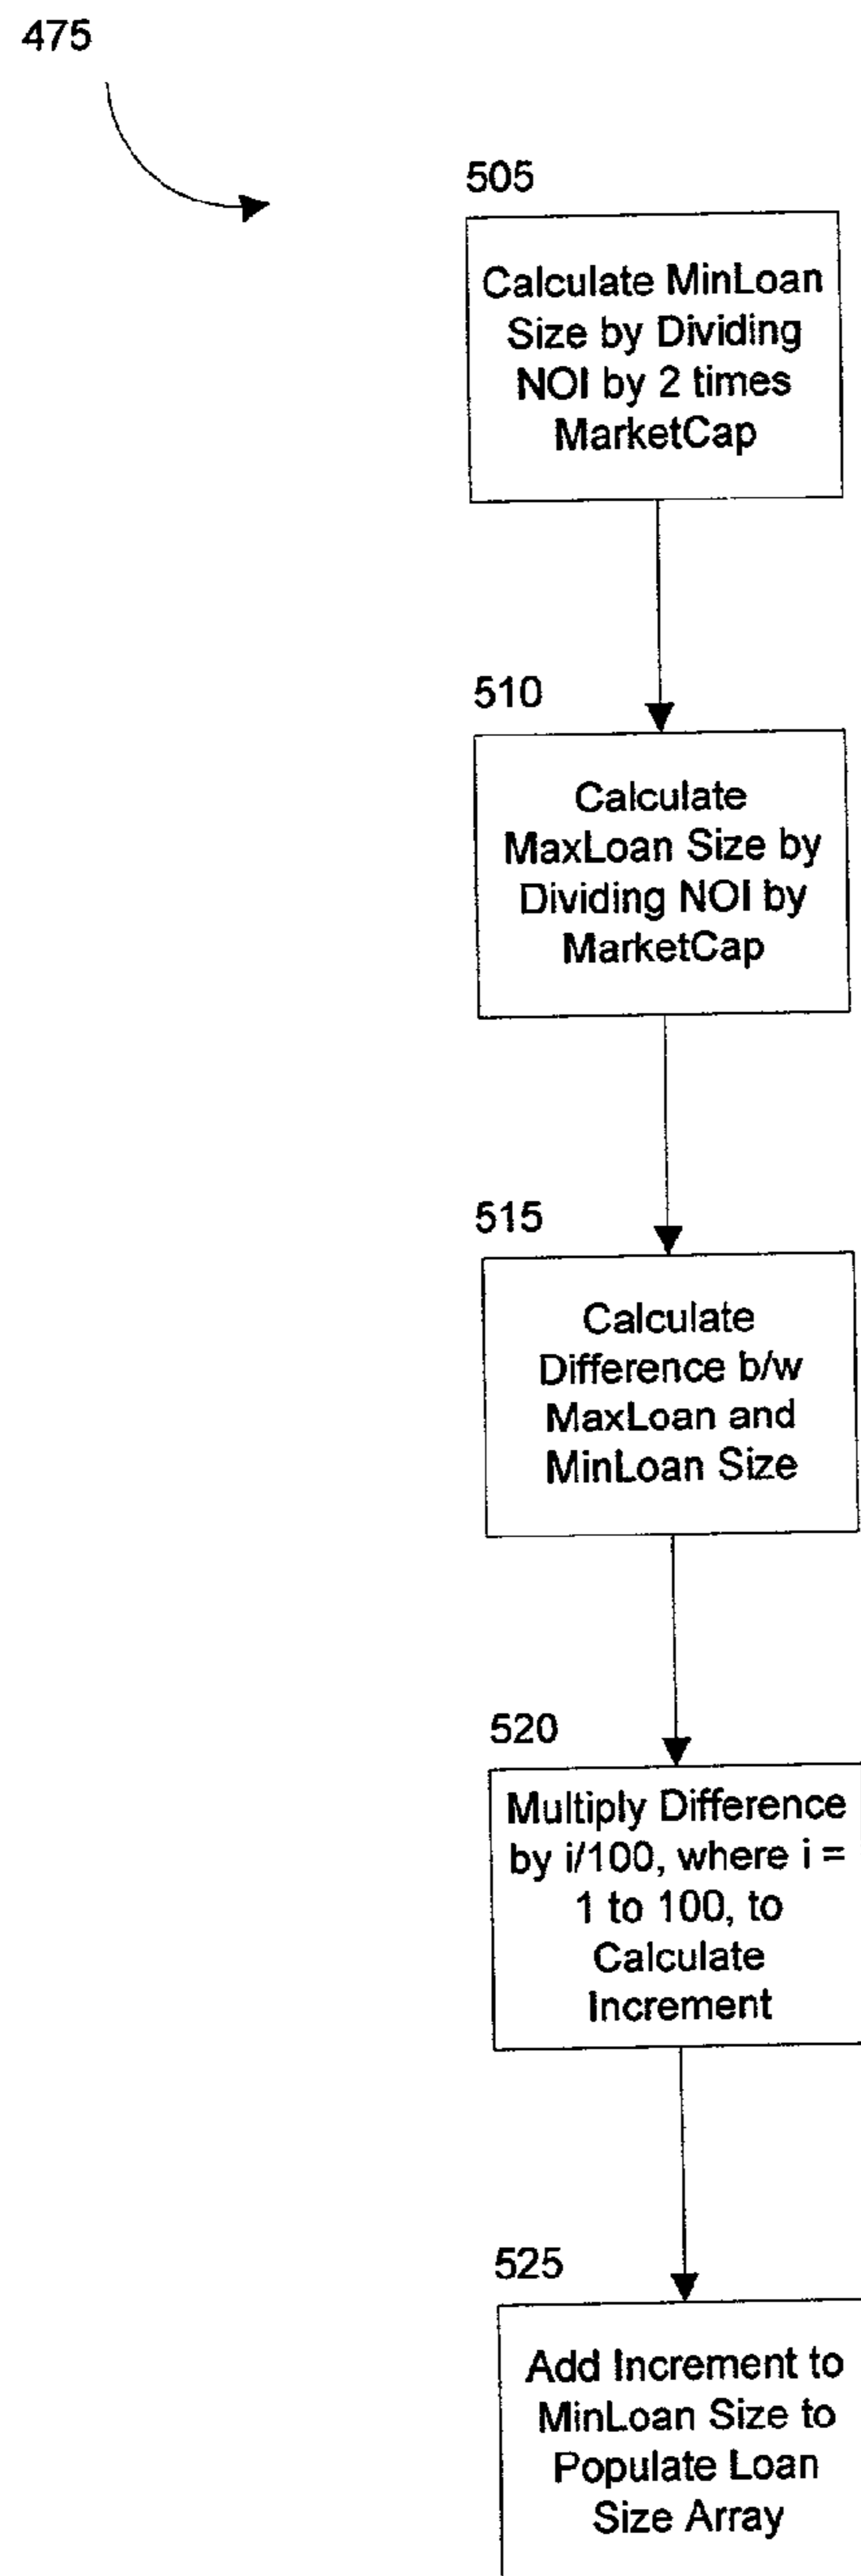 475
505
Calculate MinLoan
Size by Dividing
NOI by 2 times
MarketCap
510
Calculate
MaxLoan Size by
Dividing NOI by
MarketCap
515
Calculate
Difference b/w
MaxLoan and
MinLoan Size
520
Multiply Difference
by i/100, where i =
1 to 100, to
Calculate
Increment
525
Add Increment to
MinLoan Size to
Populate Loan
Size Array